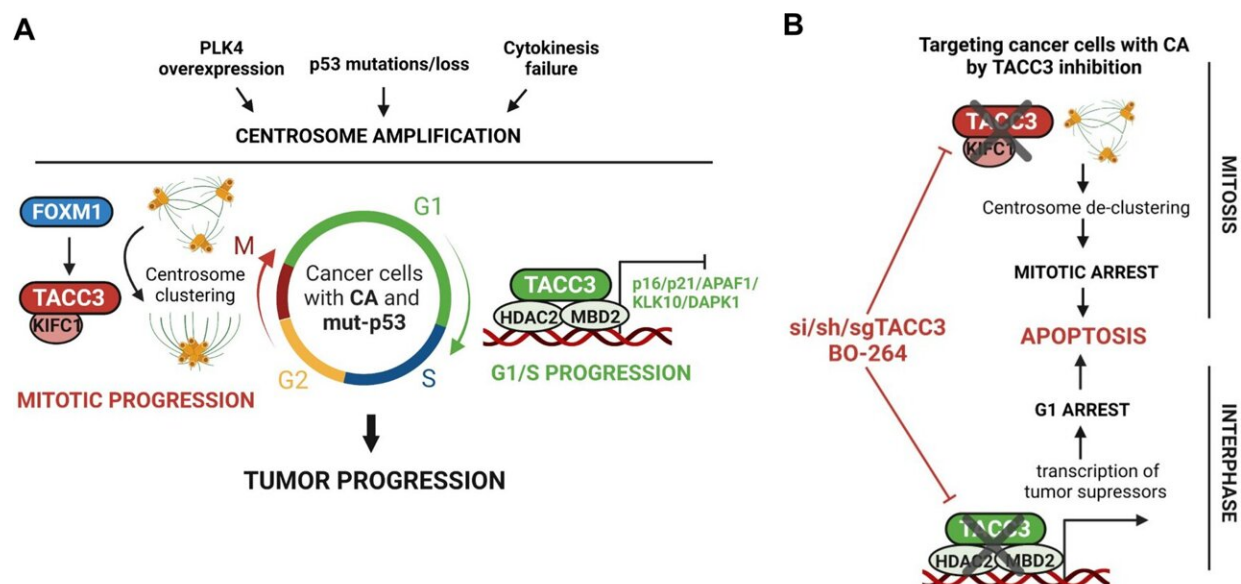 A
PLK4
overexpression
p53 mutations/loss
Cytokinesis
failure
CENTROSOME AMPLIFICATION
FOXM1
TACC3
KIFC1
Centrosome
clustering
MITOTIC PROGRESSION
M
G1
S
G2
Cancer cells
with CA and
mut-p53
TACC3
HDAC2
MBD2
p16/p21/APAF1/
KLK10/DAPK1
G1/S PROGRESSION
TUMOR PROGRESSION
B
Targeting cancer cells with CA
by TACC3 inhibition
TACC3
KIFC1
Centrosome de-clustering
MITOTIC ARREST
APOPTOSIS
G1 ARREST
transcription of
tumor supressors
si/sh/sgTACC3
BO-264
TACC3
HDAC2
MBD2
MITOSIS
INTERPHASE